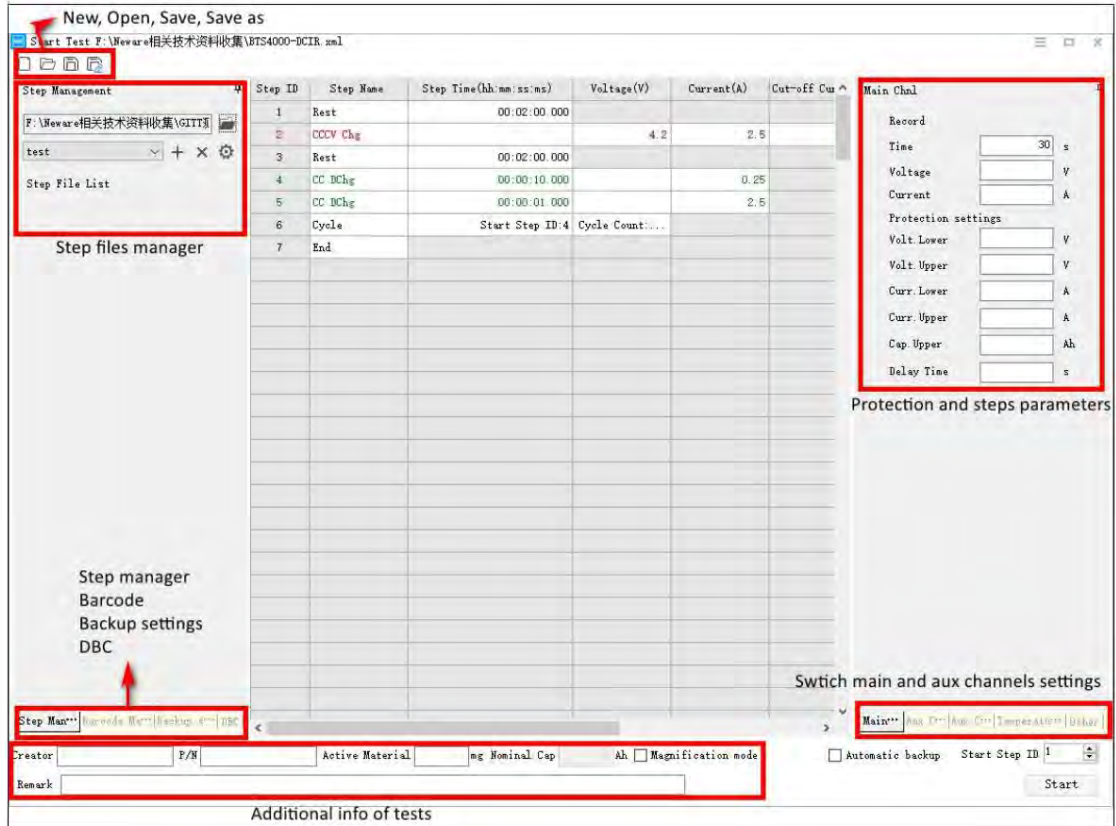 New, Open, Save, Save as
Start Test F:\Neware相关技术资料收集\BTS4000-DCIR.xml
Step Management
F:\Neware相关技术资料收集\GITT
test
Step File List
Step files manager
Step ID Step Name Step Time(hh:mm:ss:ms) Voltage(V) Current(A) Cut-off Cur
1 Rest 00:02:00.000
2 CCCV Chg 4.2 2.5
3 Rest 00:02:00.000
4 CC DChg 00:00:10.000 0.25
5 CC DChg 00:00:01.000 2.5
6 Cycle Start Step ID:4 Cycle Count:...
7 End
Main Chnl
Record
Time 30 s
Voltage V
Current A
Protection settings
Volt.Lower V
Volt.Upper V
Curr.Lower A
Curr.Upper A
Cap.Upper Ah
Delay Time s
Protection and steps parameters
Step manager
Barcode
Backup settings
DBC
Swtich main and aux channels settings
Step Man··· Barcode Ma··· Backup ··· DBC
Main··· Aux C··· Aux C··· Temperature··· Other
Creator P/N Active Material mg Nominal Cap Ah Magnification mode
Automatic backup Start Step ID 1
Remark
Start
Additional info of tests